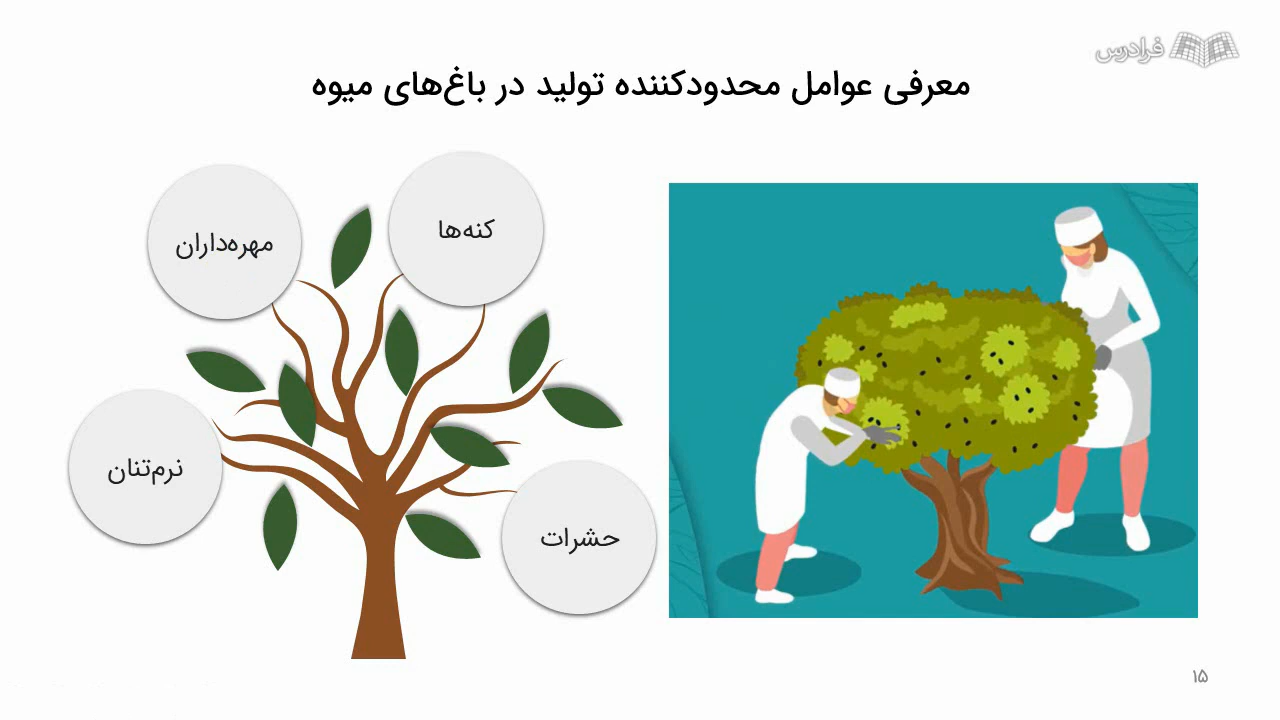 فرادرس
معرفی عوامل محدودکننده تولید در باغ‌های میوه
کنه‌ها
مهره‌داران
نرم‌تنان
حشرات
۱۵